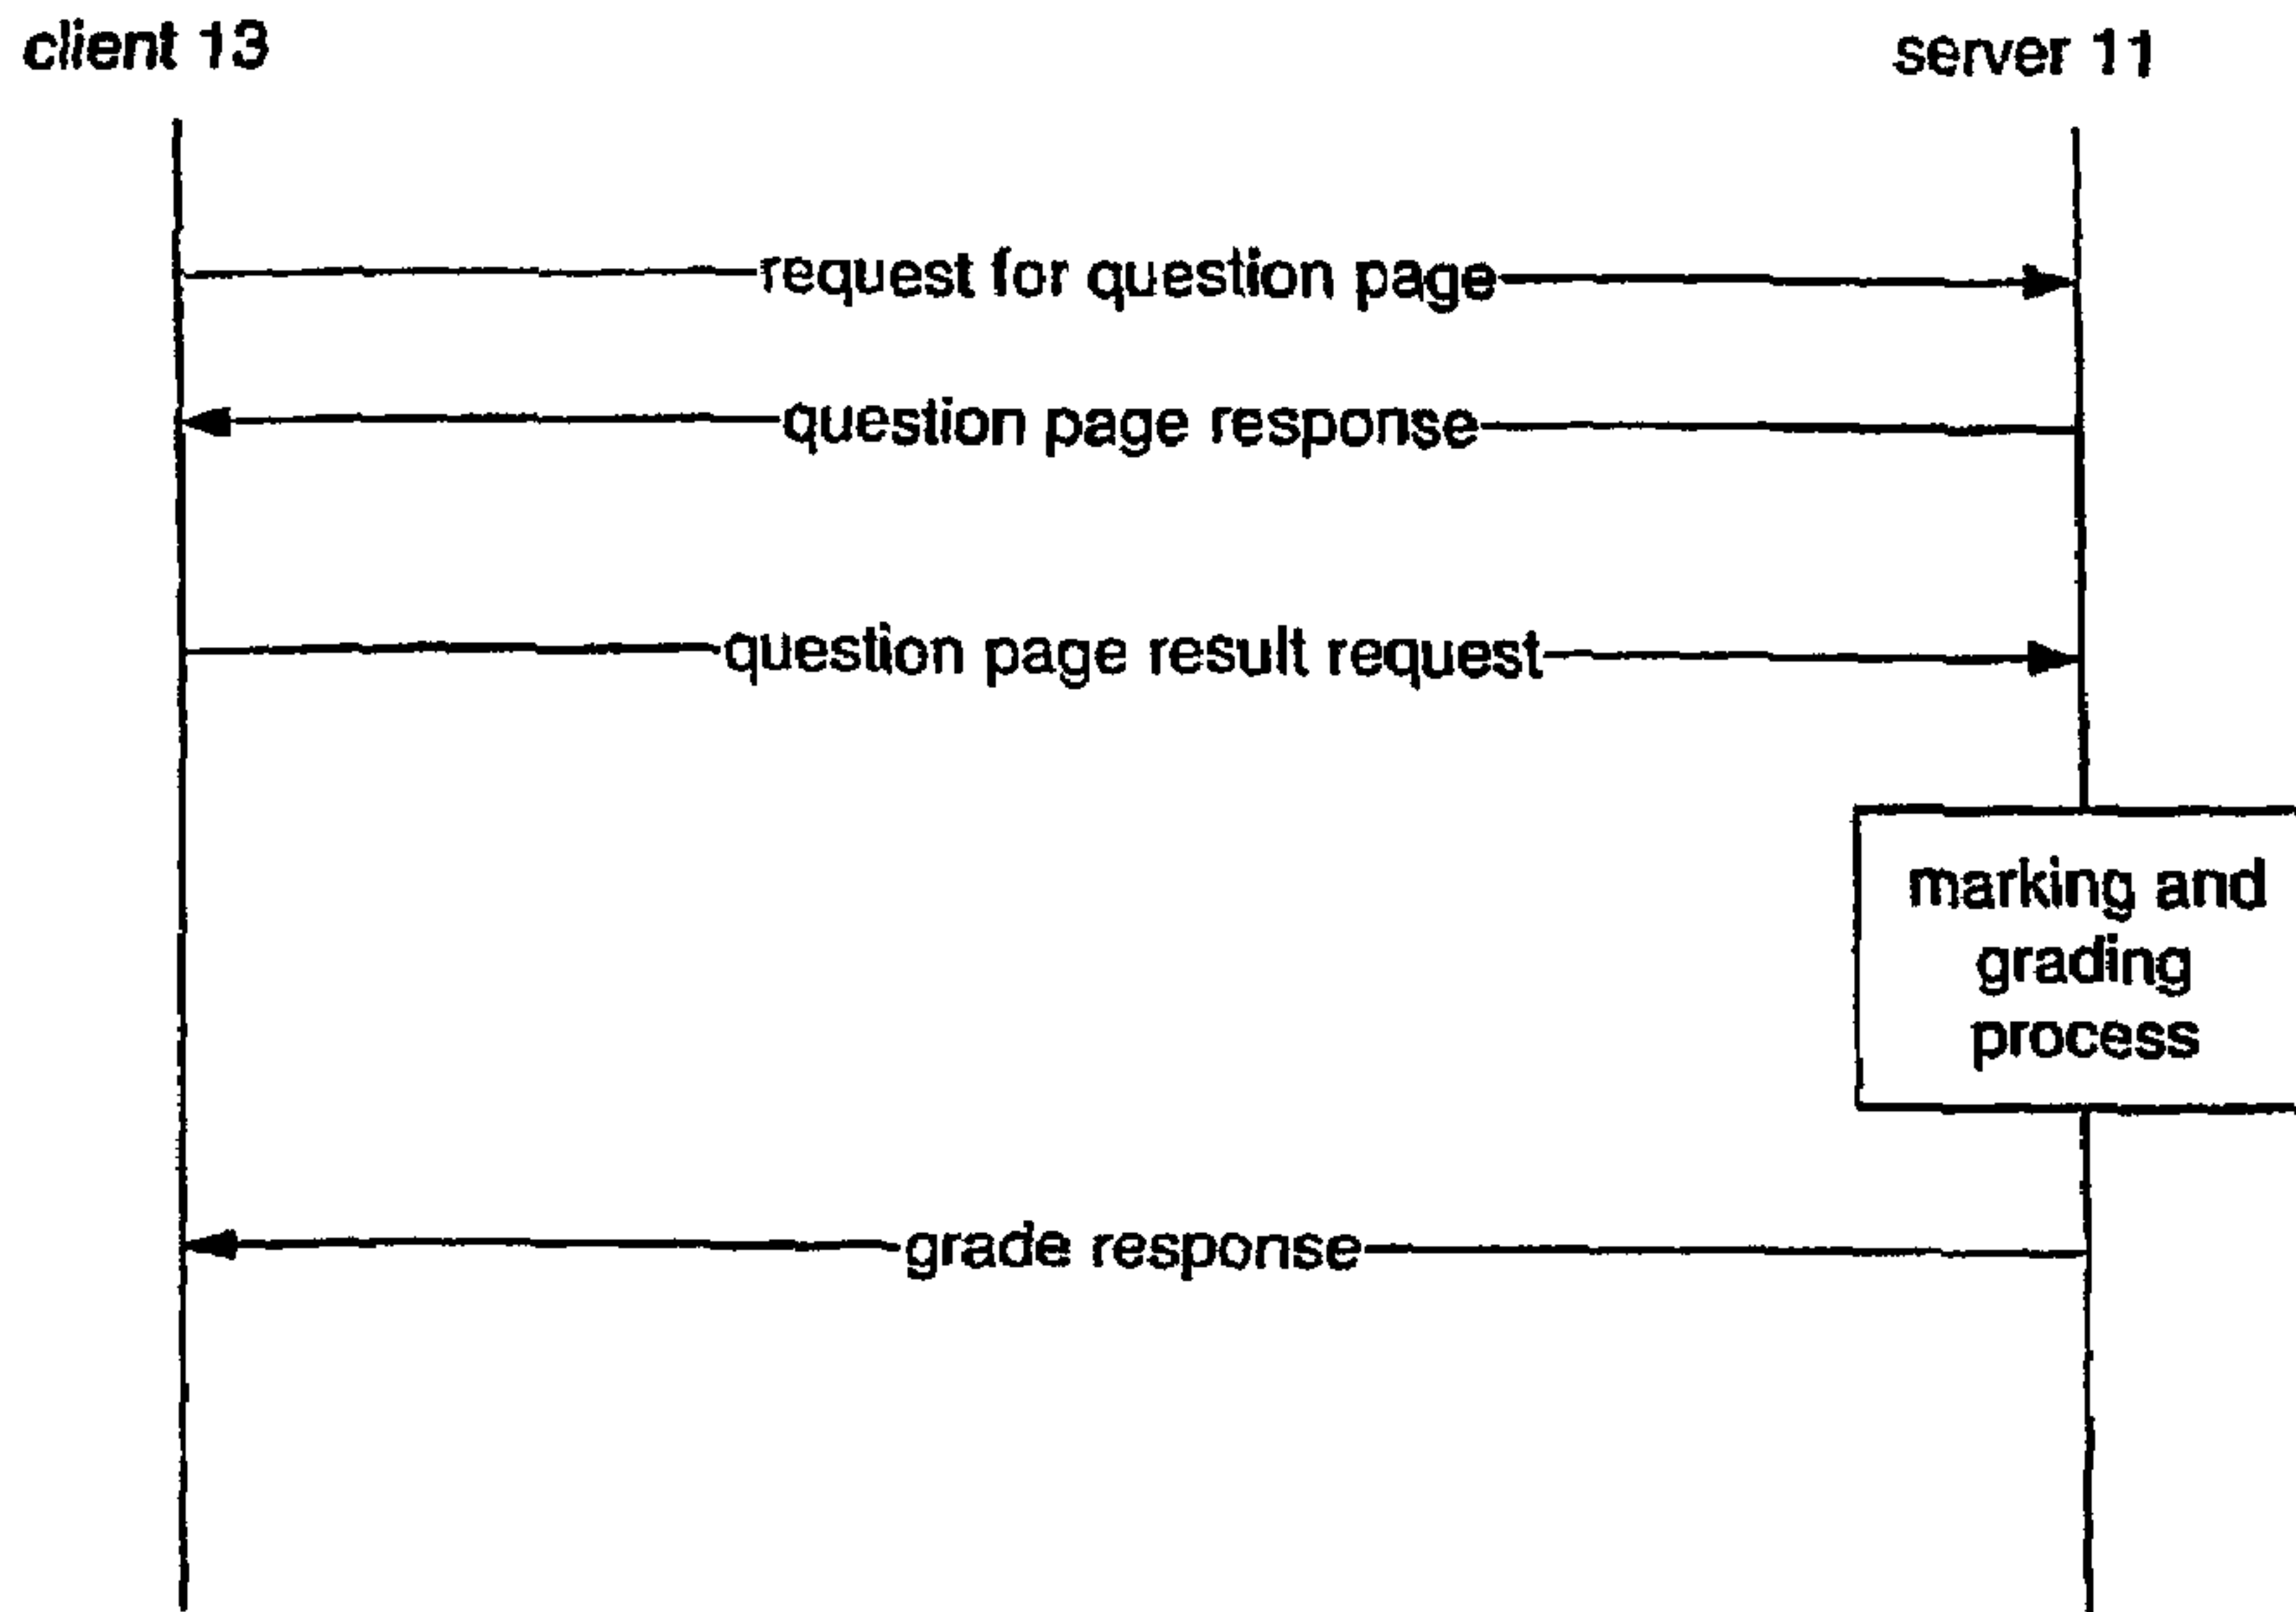 client 13
server 11
request for question page
question page response
question page result request
marking and
grading
process
grade response